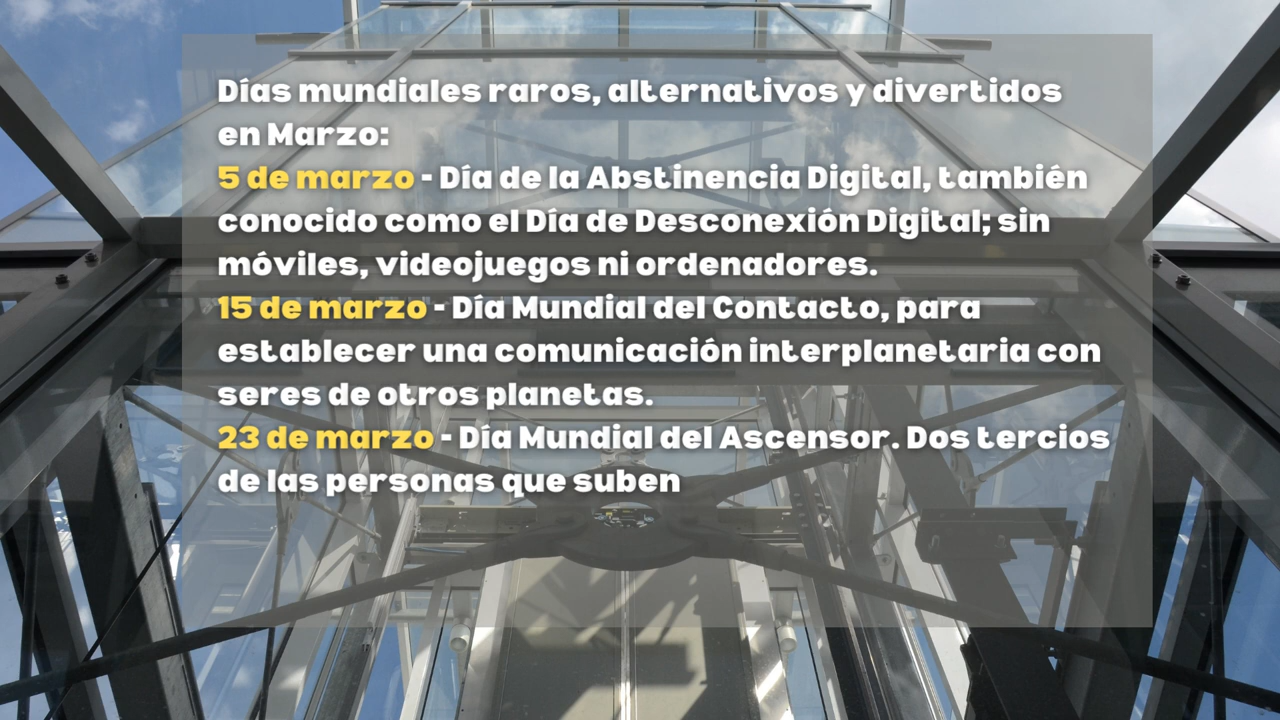 Días mundiales raros, alternativos y divertidos
en Marzo:
5 de marzo - Día de la Abstinencia Digital, también
conocido como el Día de Desconexión Digital; sin
móviles, videojuegos ni ordenadores.
15 de marzo - Día Mundial del Contacto, para
establecer una comunicación interplanetaria con
seres de otros planetas.
23 de marzo - Día Mundial del Ascensor. Dos tercios
de las personas que suben